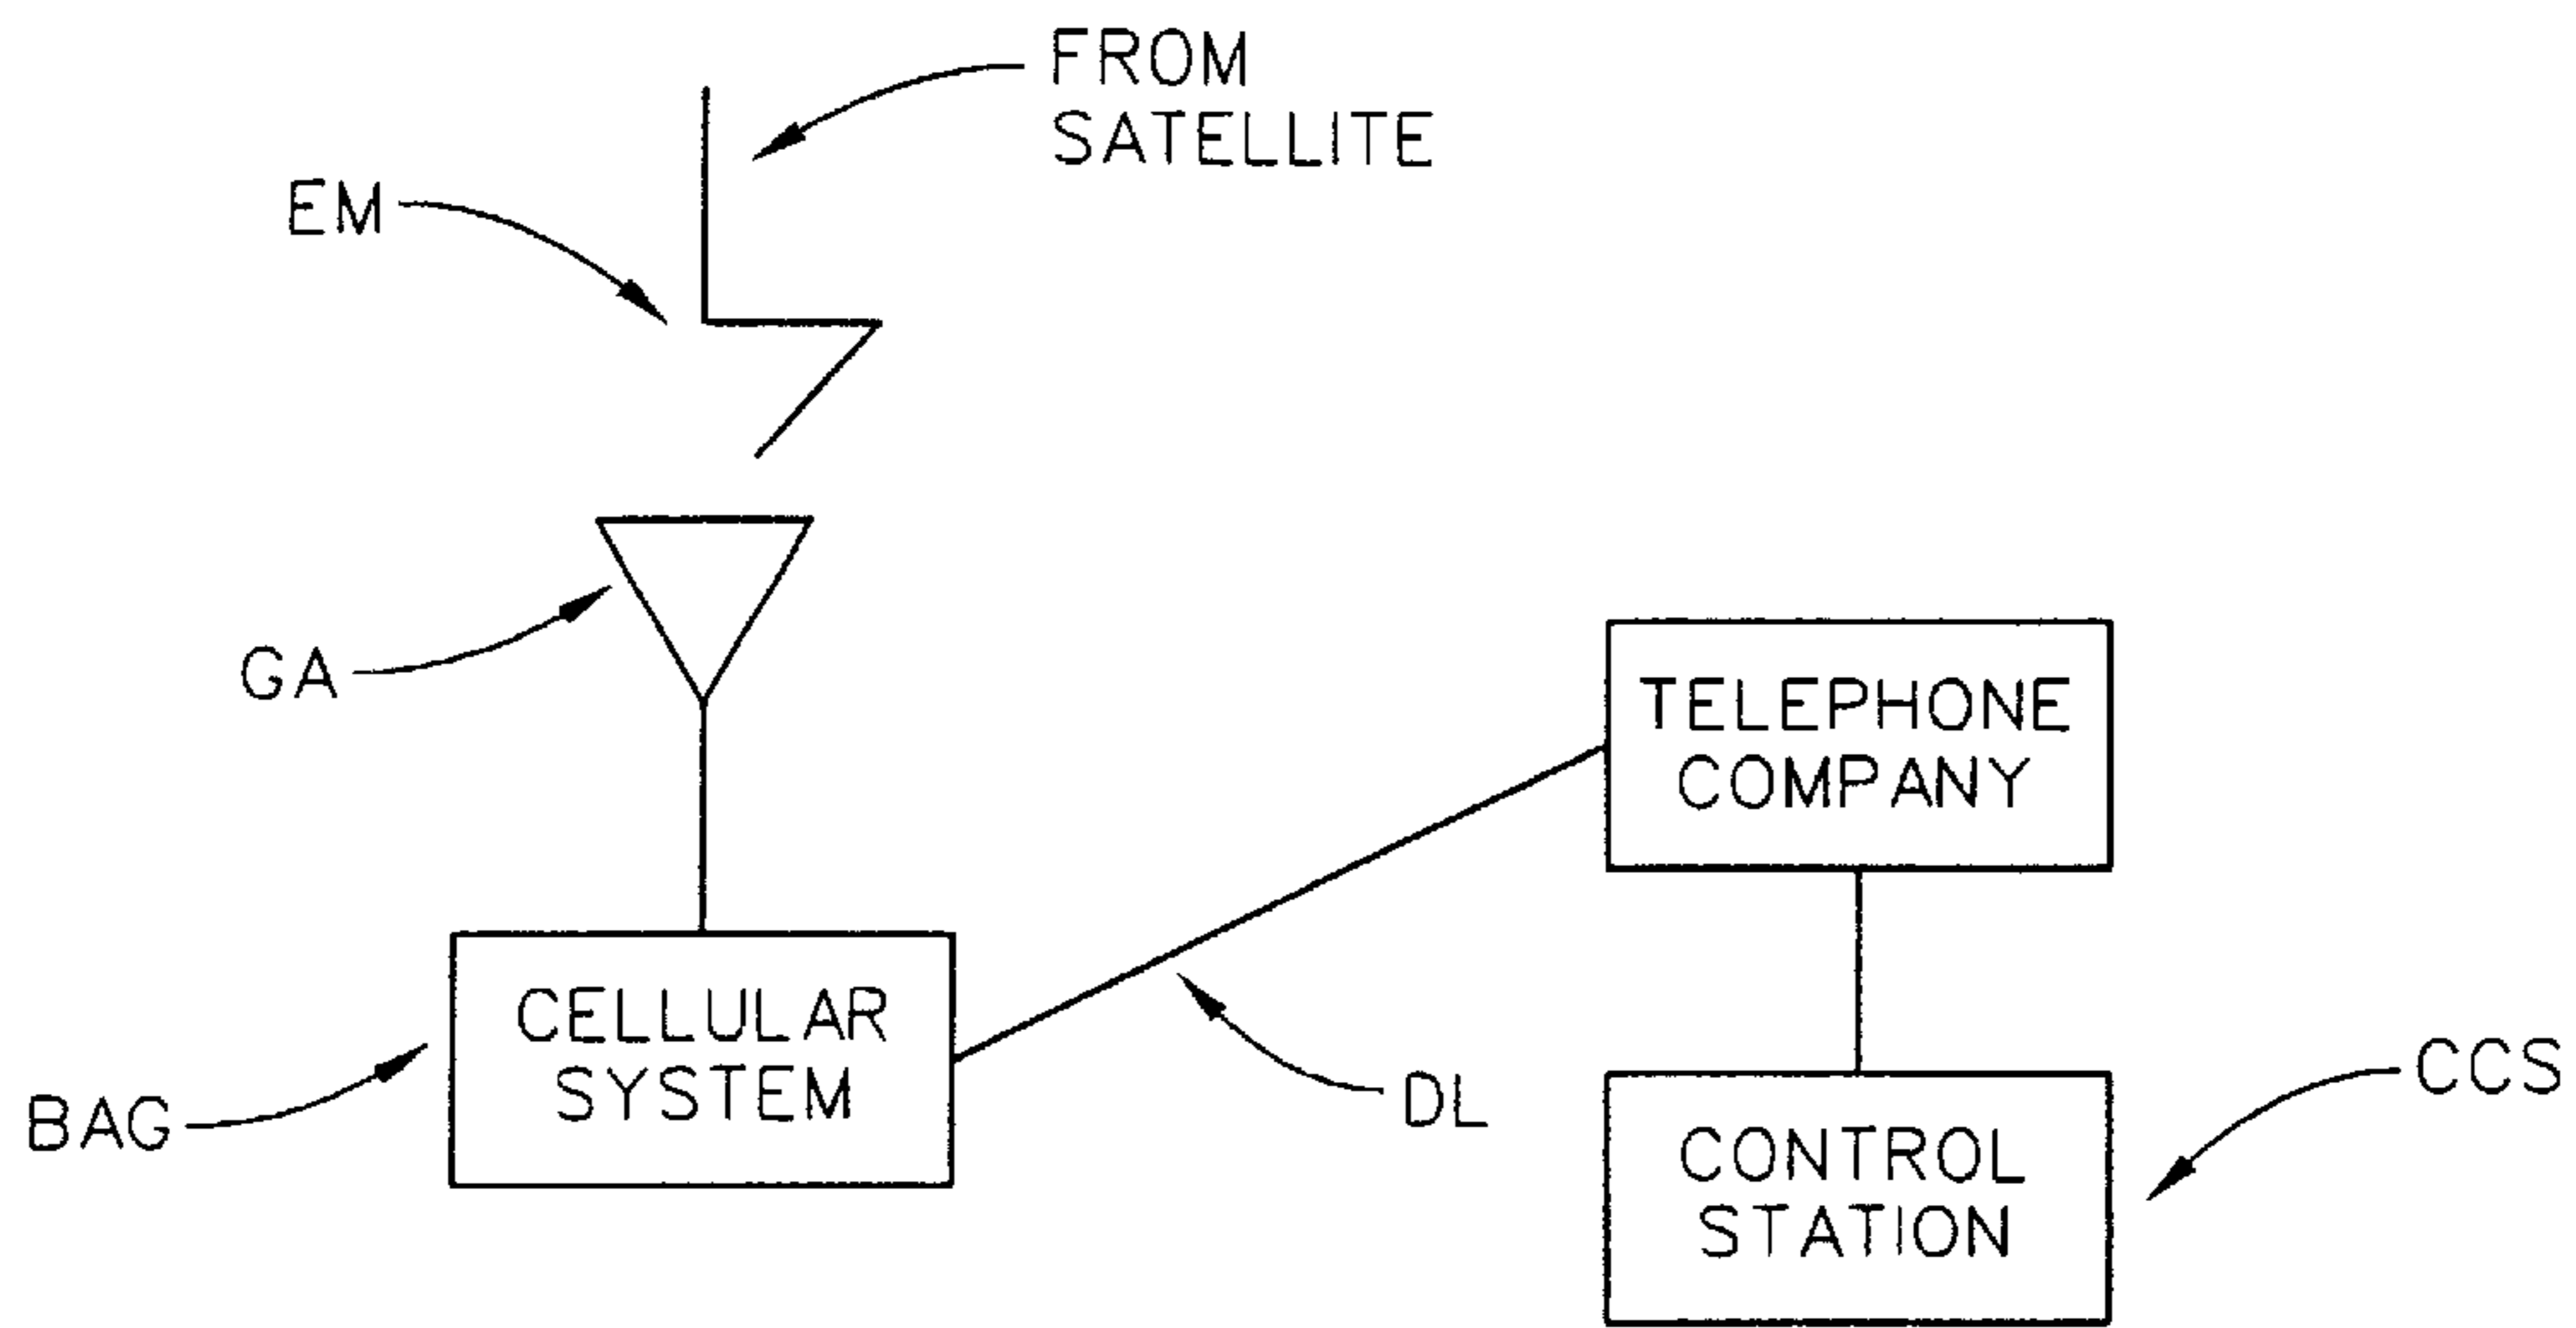 FROM
SATELLITE
EM
GA
TELEPHONE
COMPANY
CELLULAR
SYSTEM
BAG
DL
CCS
CONTROL
STATION